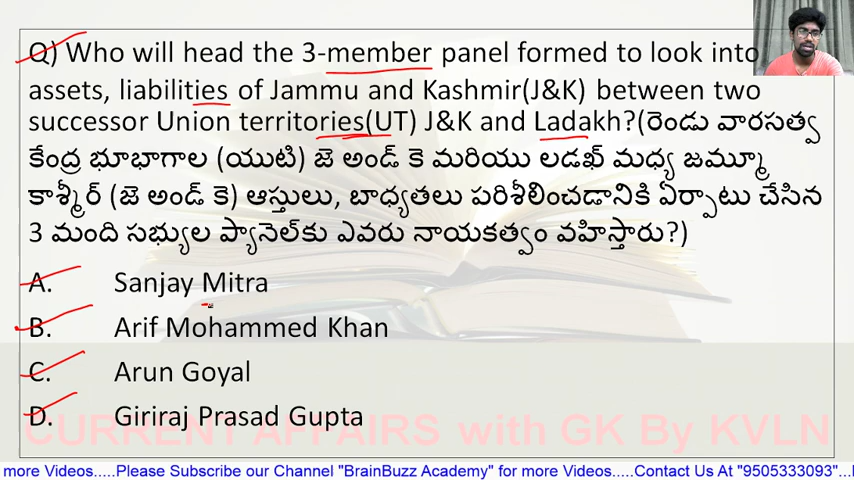 Q) Who will head the 3-member panel formed to look into
assets, liabilities of Jammu and Kashmir(J&K) between two
successor Union territories(UT) J&K and Ladakh?(రెండు వారసత్వ
కేంద్ర భూభాగాల (యుటి) జె అండ్ కె మరియు లడఖ్ మధ్య జమ్మూ
కాశ్మీర్ (జె అండ్ కె) ఆస్తులు, బాధ్యతలు పరిశీలించడానికి ఏర్పాటు చేసిన
3 మంది సభ్యుల ప్యానెల్‌కు ఎవరు నాయకత్వం వహిస్తారు?)
A. Sanjay Mitra
B. Arif Mohammed Khan
C. Arun Goyal
D. Giriraj Prasad Gupta
CURRENT AFFAIRS with GK By KVLN
more Videos.....Please Subscribe our Channel "BrainBuzz Academy" for more Videos.....Contact Us At "9505333093"...